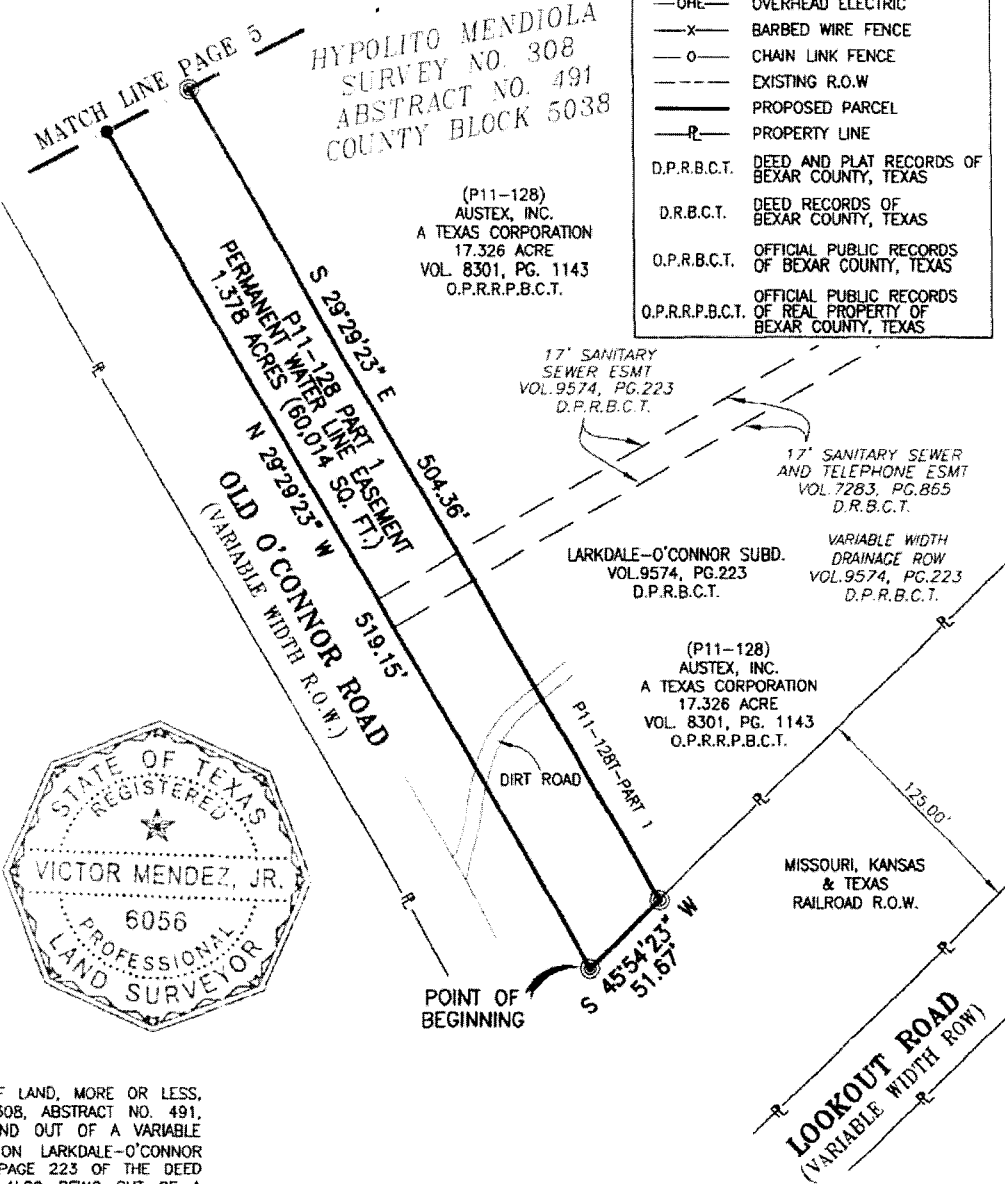 MATCH LINE PAGE 5
HYPOLITO MENDIOLA
SURVEY NO. 308
ABSTRACT NO. 491
COUNTY BLOCK 5038
OHE OVERHEAD ELECTRIC
X BARBED WIRE FENCE
O CHAIN LINK FENCE
EXISTING R.O.W
PROPOSED PARCEL
PL PROPERTY LINE
D.P.R.B.C.T. DEED AND PLAT RECORDS OF
BEXAR COUNTY, TEXAS
D.R.B.C.T. DEED RECORDS OF
BEXAR COUNTY, TEXAS
O.P.R.B.C.T. OFFICIAL PUBLIC RECORDS
OF BEXAR COUNTY, TEXAS
O.P.R.R.P.B.C.T. OFFICIAL PUBLIC RECORDS
OF REAL PROPERTY OF
BEXAR COUNTY, TEXAS
(P11-128)
AUSTEX, INC.
A TEXAS CORPORATION
17.326 ACRE
VOL. 8301, PG. 1143
O.P.R.R.P.B.C.T.
S 29°29'23" E
504.36'
P11-128 PART 1
PERMANENT WATER LINE EASEMENT
1.378 ACRES (60,014 SQ. FT.)
N 29°29'23" W
519.15'
OLD O'CONNOR ROAD
(VARIABLE WIDTH R.O.W.)
PL
17' SANITARY
SEWER ESMT
VOL.9574, PG.223
D.P.R.B.C.T.
17' SANITARY SEWER
AND TELEPHONE ESMT
VOL.7283, PG.865
D.R.B.C.T.
LARKDALE-O'CONNOR SUBD.
VOL.9574, PG.223
D.P.R.B.C.T.
VARIABLE WIDTH
DRAINAGE ROW
VOL.9574, PG.223
D.P.R.B.C.T.
PL
(P11-128)
AUSTEX, INC.
A TEXAS CORPORATION
17.326 ACRE
VOL. 8301, PG. 1143
O.P.R.R.P.B.C.T.
P11-128T-PART 1
DIRT ROAD
PL
125.00'
MISSOURI, KANSAS
& TEXAS
RAILROAD R.O.W.
STATE OF TEXAS
REGISTERED
VICTOR MENDEZ, JR.
6056
PROFESSIONAL
LAND SURVEYOR
PL
POINT OF
BEGINNING
S 45°54'23" W
51.67'
PL
LOOKOUT ROAD
(VARIABLE WIDTH ROW)
PL
PL
F LAND, MORE OR LESS,
308, ABSTRACT NO. 491,
ND OUT OF A VARIABLE
ON LARKDALE-O'CONNOR
PAGE 223 OF THE DEED